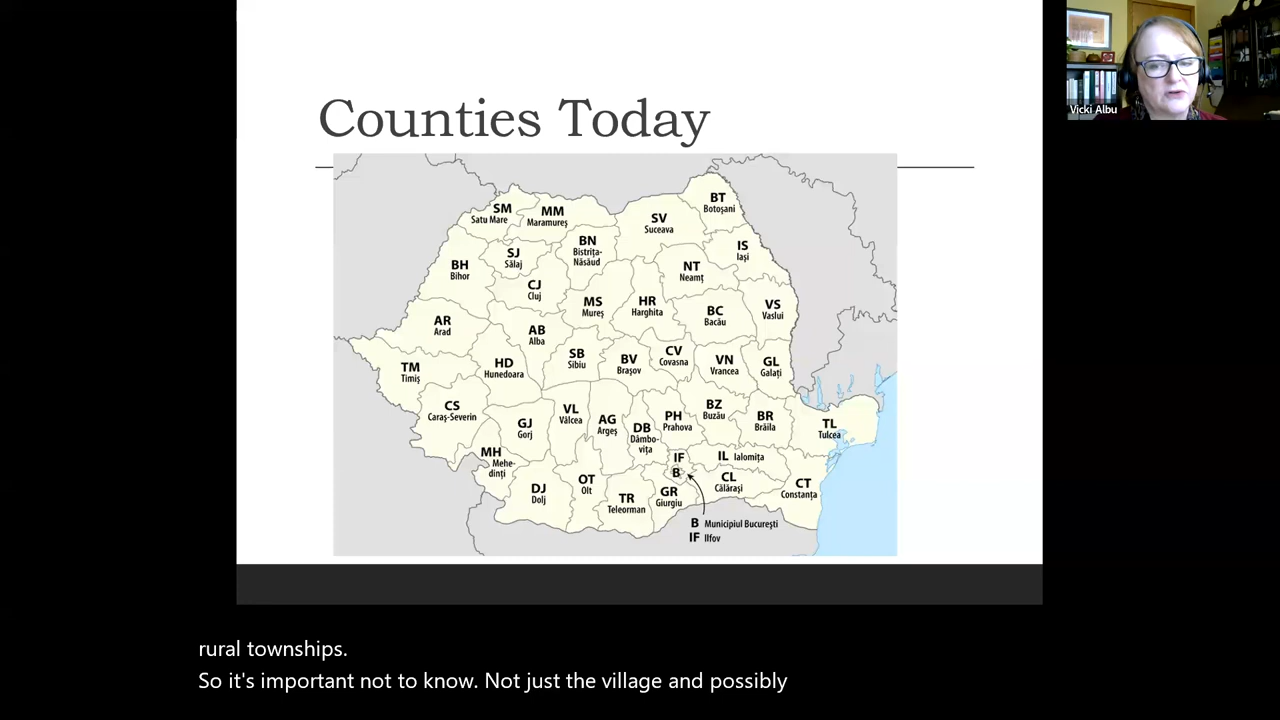 Vicki Albu
Counties Today
BT
Botoșani
SM
Satu Mare
MM
Maramureș
SV
Suceava
BN
Bistrița-
Năsăud
IS
Iași
SJ
Sălaj
BH
Bihor
NT
Neamț
CJ
Cluj
MS
Mureș
HR
Harghita
BC
Bacău
VS
Vaslui
AR
Arad
AB
Alba
TM
Timiș
HD
Hunedoara
SB
Sibiu
BV
Brașov
CV
Covasna
VN
Vrancea
GL
Galați
CS
Caraș-Severin
GJ
Gorj
VL
Vâlcea
AG
Argeș
DB
Dâmbo-
vița
PH
Prahova
BZ
Buzău
BR
Brăila
TL
Tulcea
MH
Mehe-
dinți
IF
B
IL Ialomița
DJ
Dolj
OT
Olt
TR
Teleorman
GR
Giurgiu
CL
Călărași
CT
Constanța
B Municipiul București
IF Ilfov
rural townships.
So it's important not to know. Not just the village and possibly